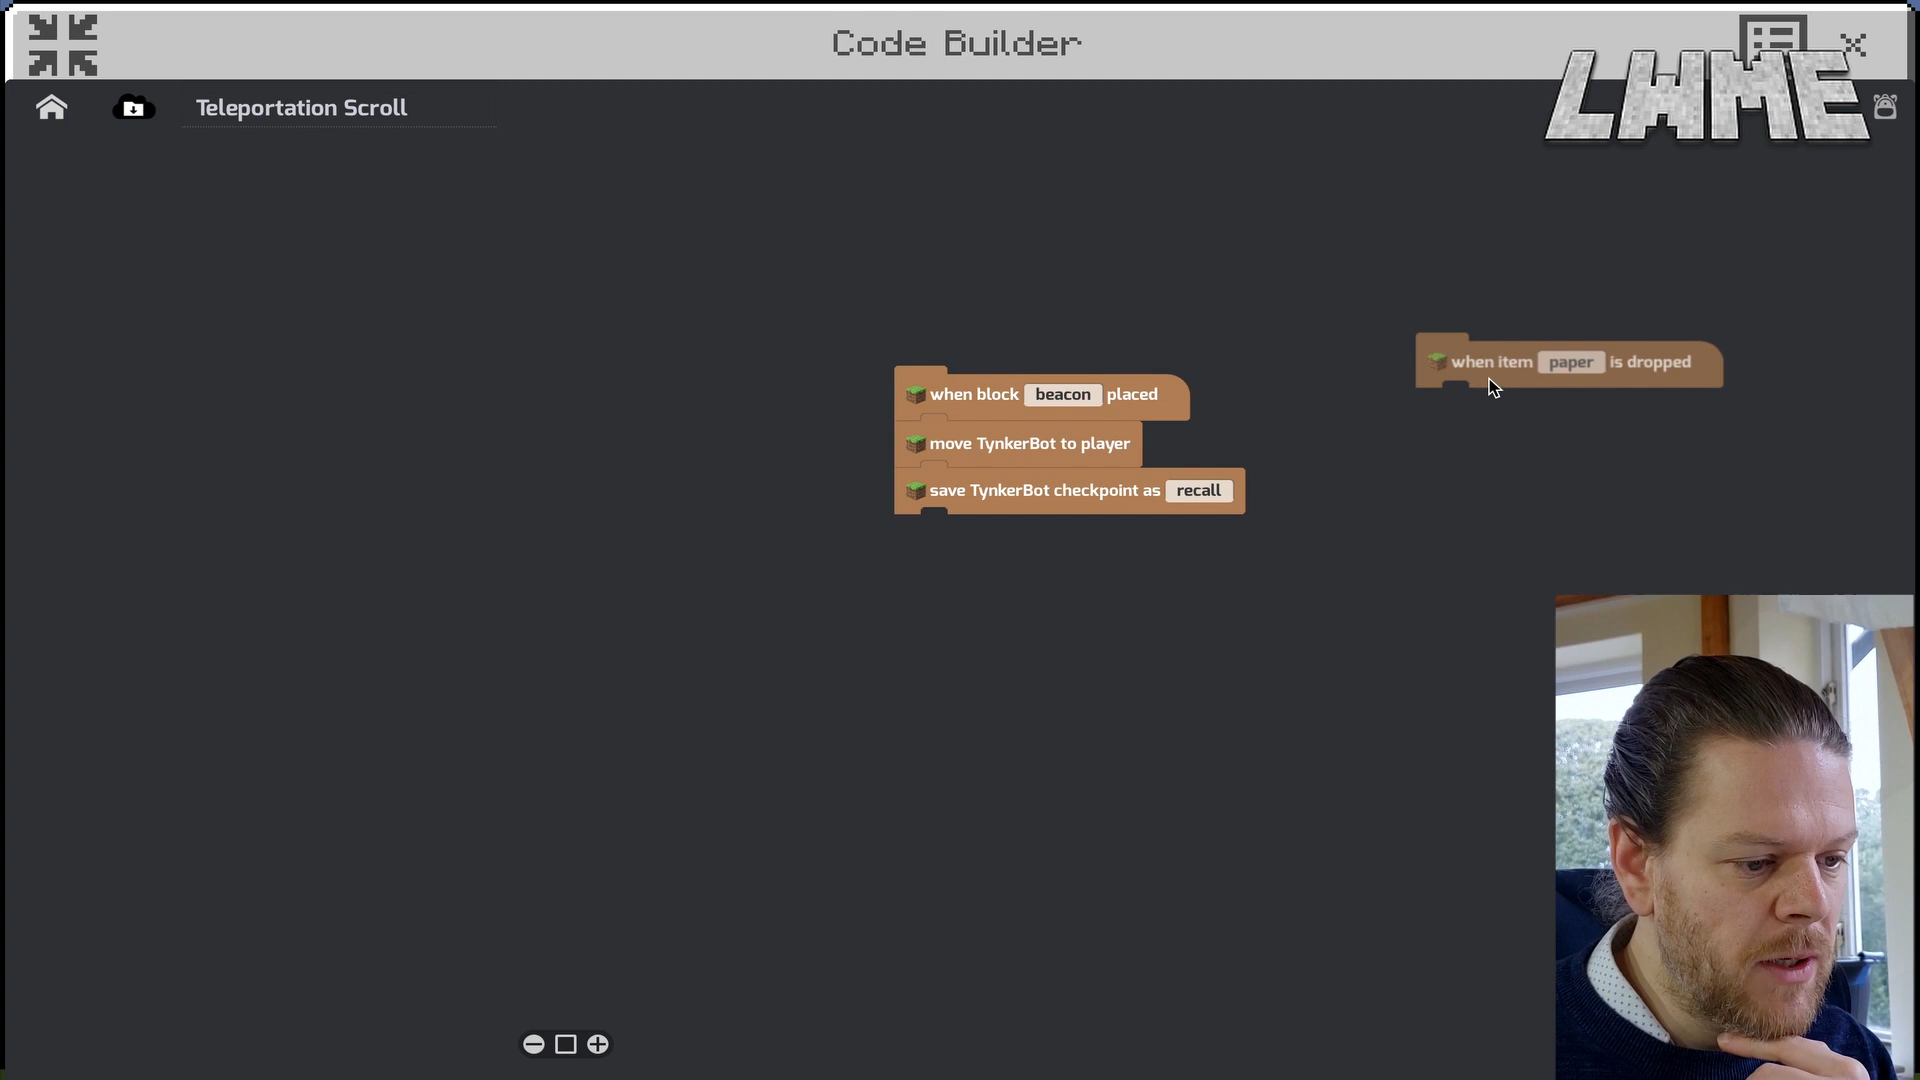 Code Builder
LWME
Teleportation Scroll
when item paper is dropped
when block beacon placed
move TynkerBot to player
save TynkerBot checkpoint as recall